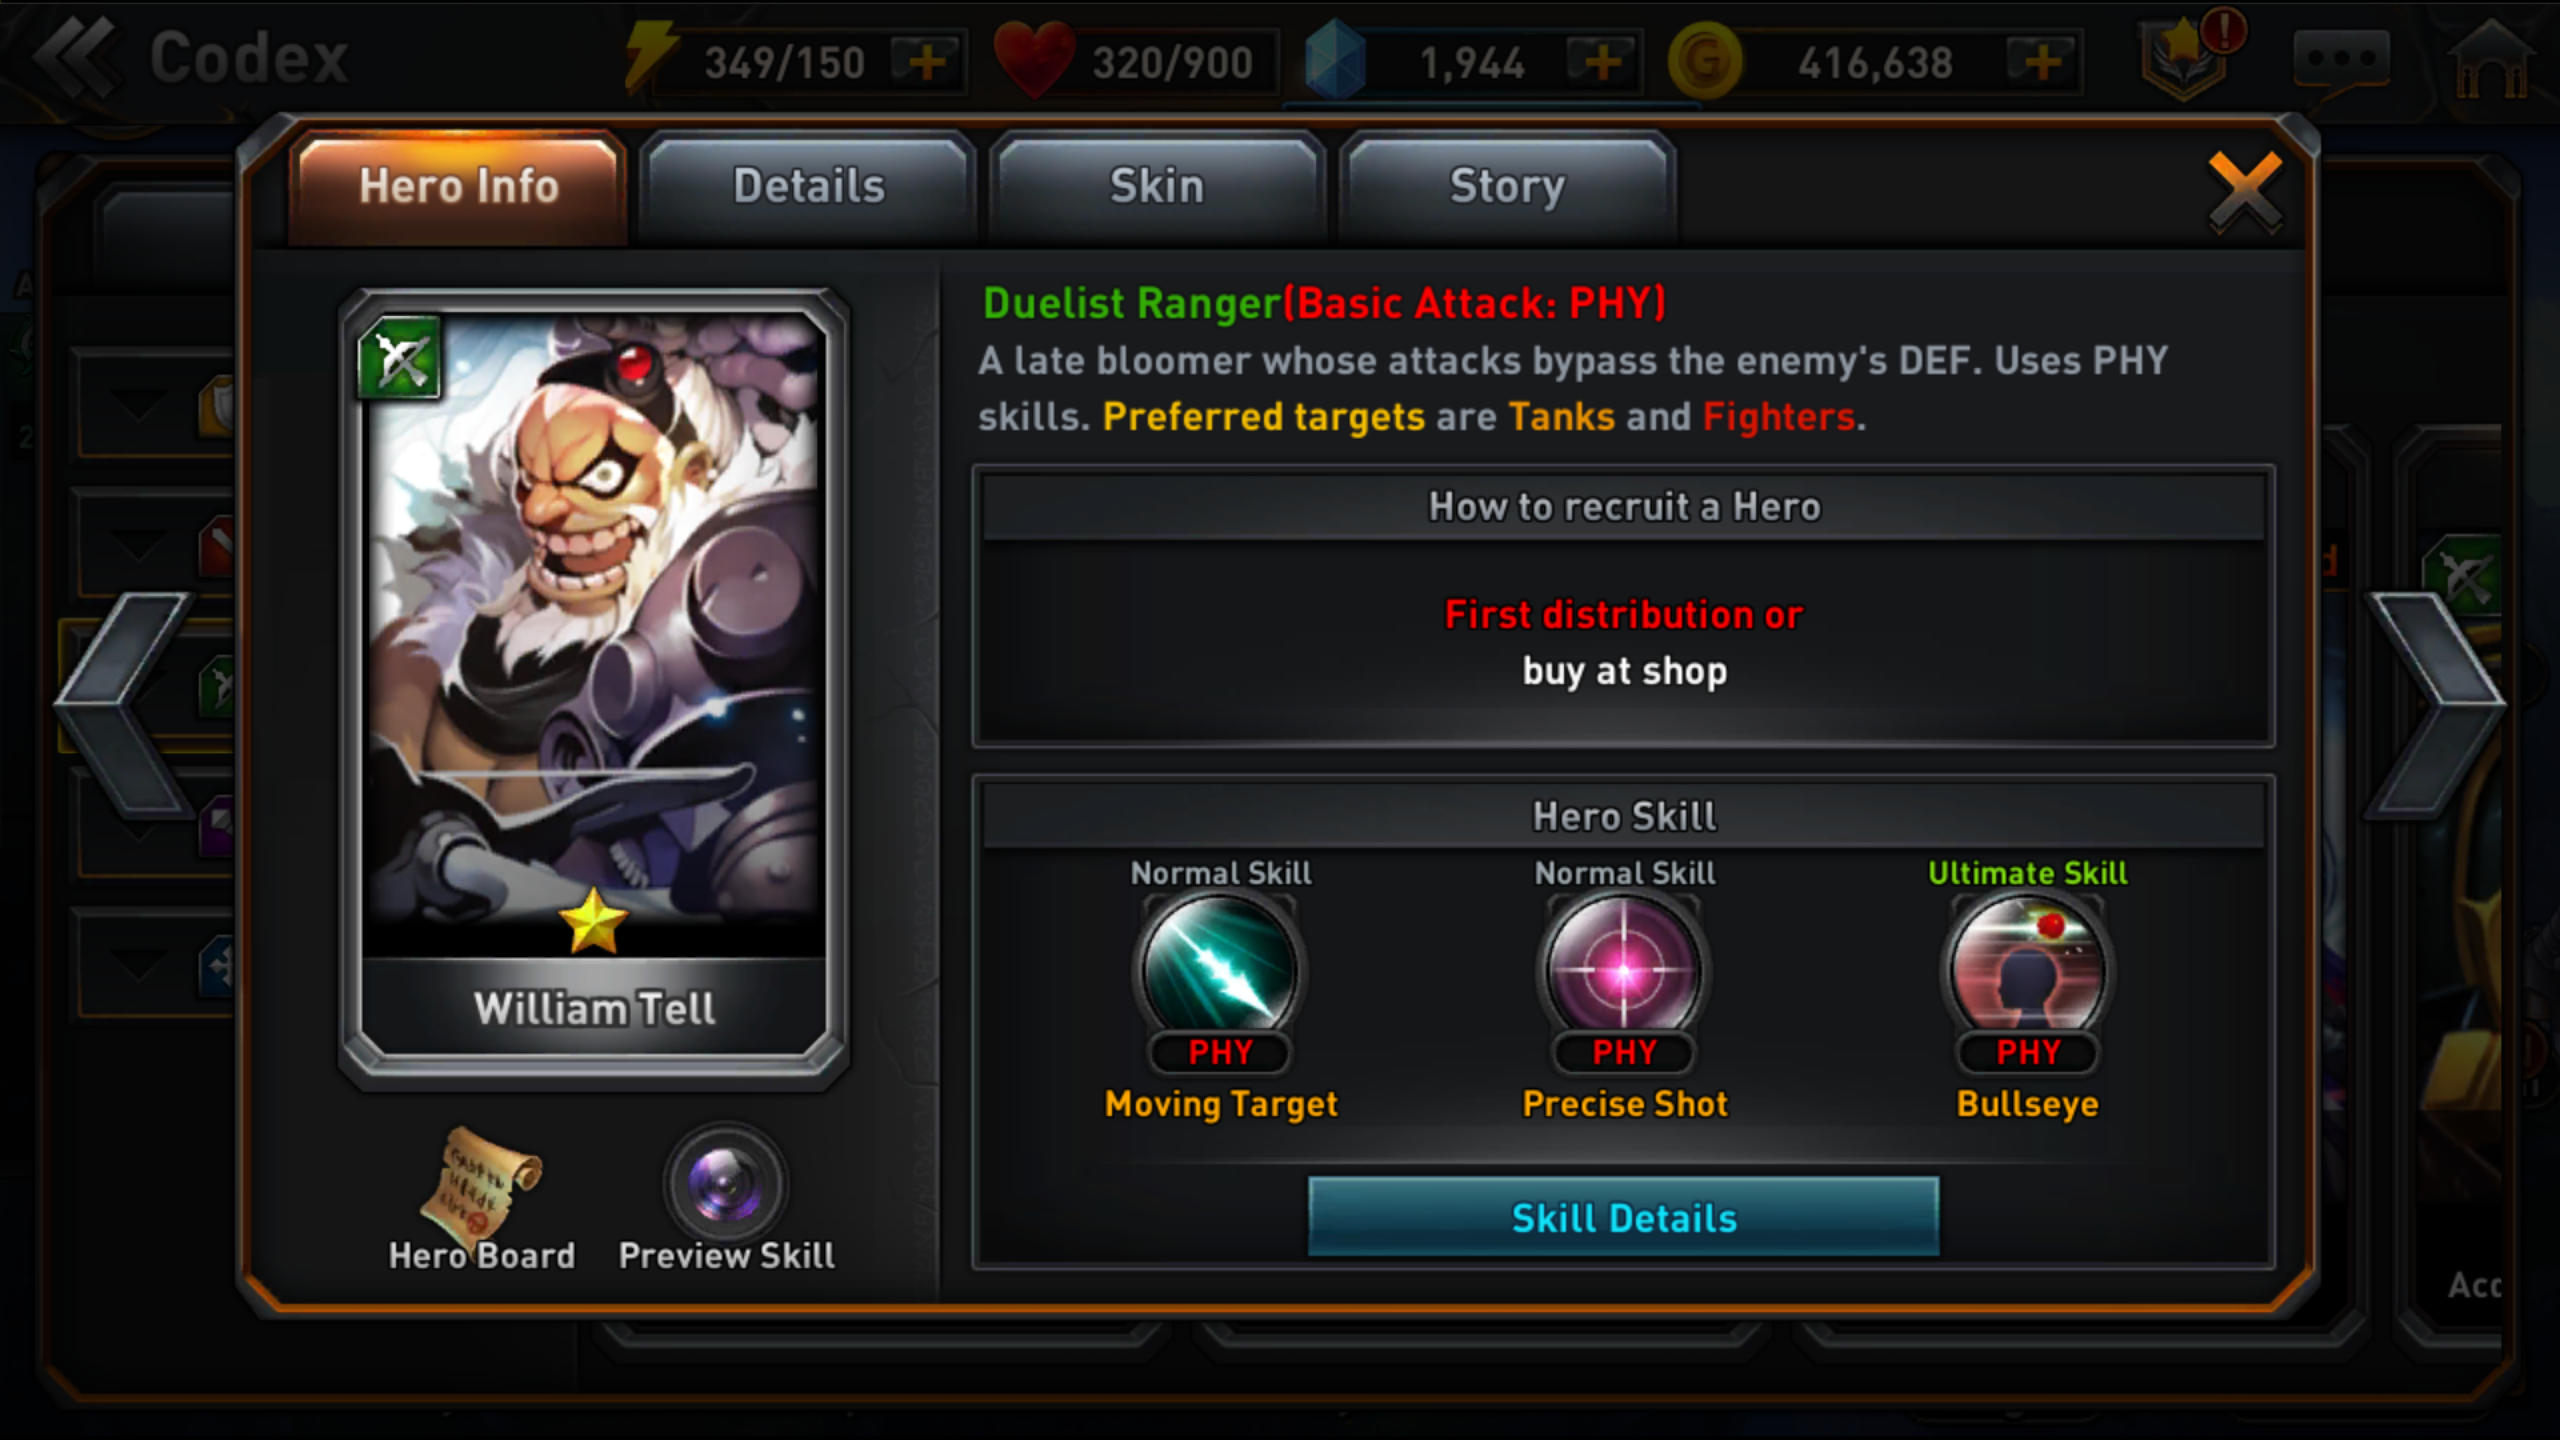 Codex
349/150
320/900
1,944
416,638
Hero Info
Details
Skin
Story
Duelist Ranger(Basic Attack: PHY)
A late bloomer whose attacks bypass the enemy's DEF. Uses PHY
skills. Preferred targets are Tanks and Fighters.
How to recruit a Hero
First distribution or
buy at shop
Hero Skill
Normal Skill
Normal Skill
Ultimate Skill
PHY
PHY
PHY
Moving Target
Precise Shot
Bullseye
Skill Details
William Tell
Hero Board
Preview Skill